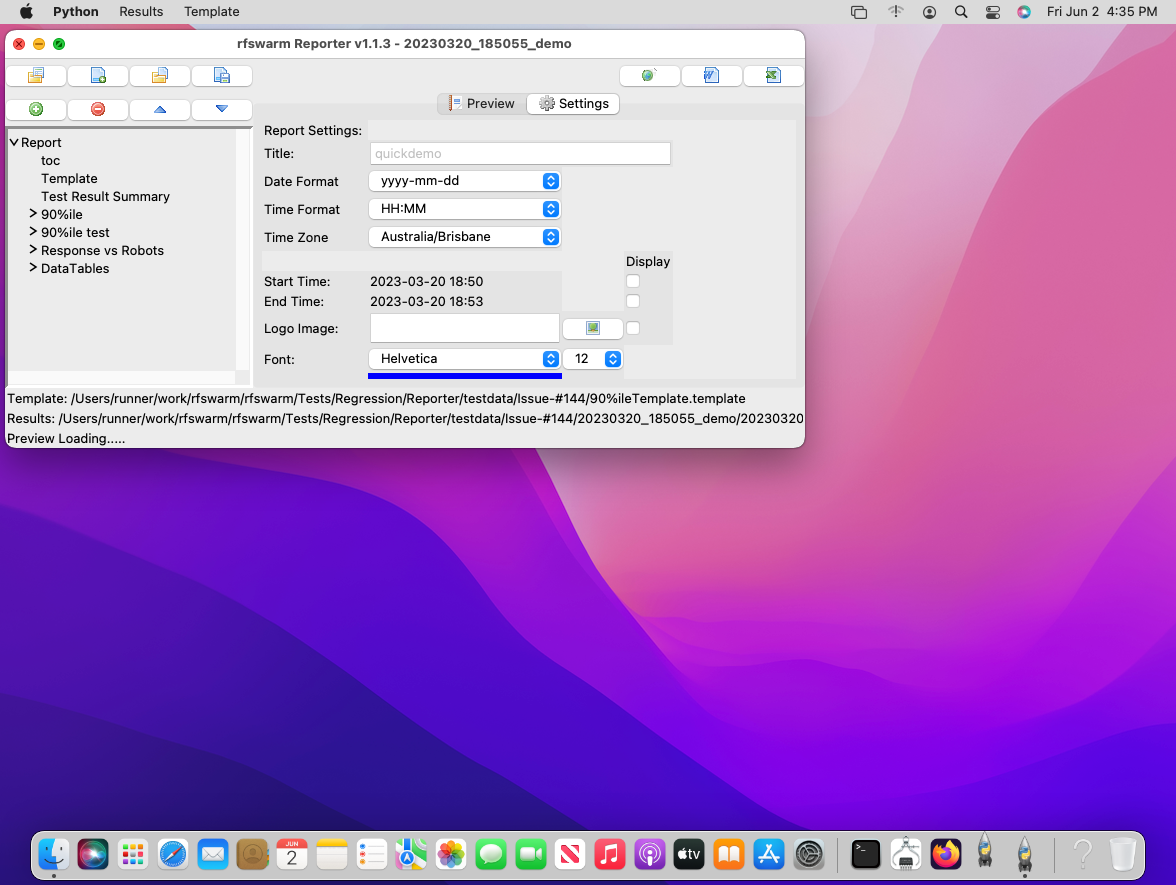 Python Results Template Fri Jun 2 4:35 PM
rfswarm Reporter v1.1.3 - 20230320_185055_demo
Preview Settings
Report
toc
Template
Test Result Summary
90%ile
90%ile test
Response vs Robots
DataTables
Report Settings:
Title: quickdemo
Date Format yyyy-mm-dd
Time Format HH:MM
Time Zone Australia/Brisbane
Display
Start Time: 2023-03-20 18:50
End Time: 2023-03-20 18:53
Logo Image:
Font: Helvetica 12
Template: /Users/runner/work/rfswarm/rfswarm/Tests/Regression/Reporter/testdata/Issue-#144/90%ileTemplate.template
Results: /Users/runner/work/rfswarm/rfswarm/Tests/Regression/Reporter/testdata/Issue-#144/20230320_185055_demo/20230320
Preview Loading.....
JUN
2
tv